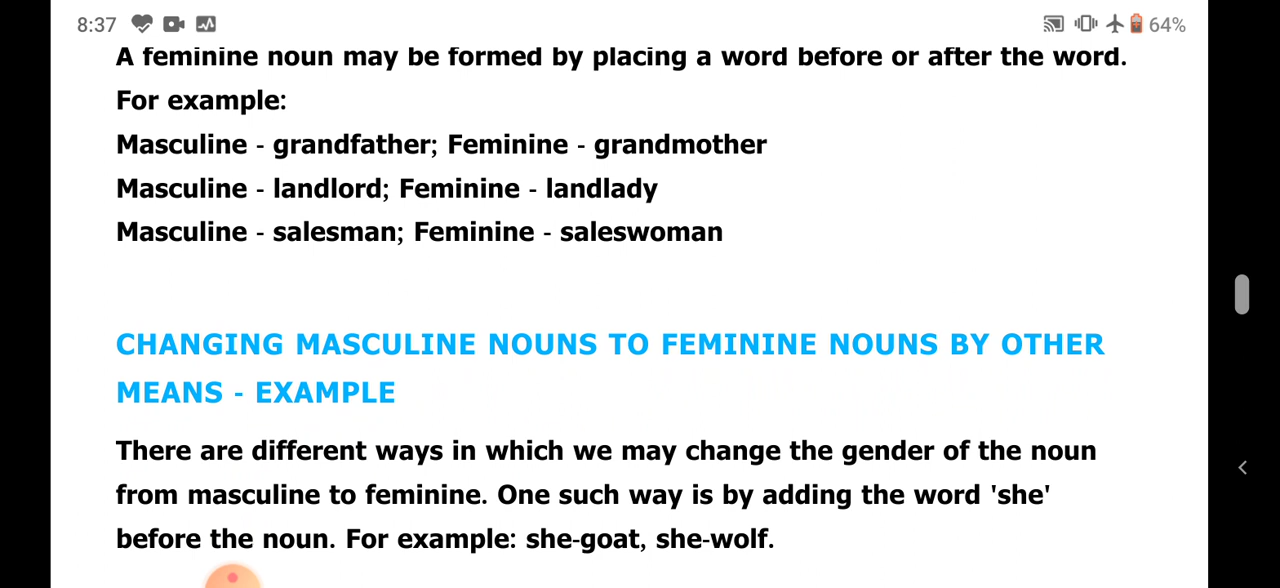 8:37 64%
A feminine noun may be formed by placing a word before or after the word.
For example:
Masculine - grandfather; Feminine - grandmother
Masculine - landlord; Feminine - landlady
Masculine - salesman; Feminine - saleswoman
CHANGING MASCULINE NOUNS TO FEMININE NOUNS BY OTHER
MEANS - EXAMPLE
There are different ways in which we may change the gender of the noun
from masculine to feminine. One such way is by adding the word 'she'
before the noun. For example: she-goat, she-wolf.